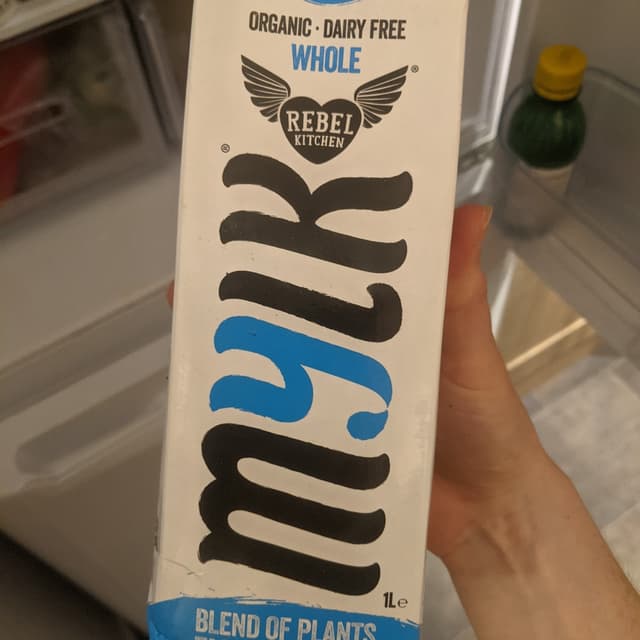 ORGANIC · DAIRY FREE
WHOLE
REBEL
KITCHEN
mylk
1L℮
BLEND OF PLANTS